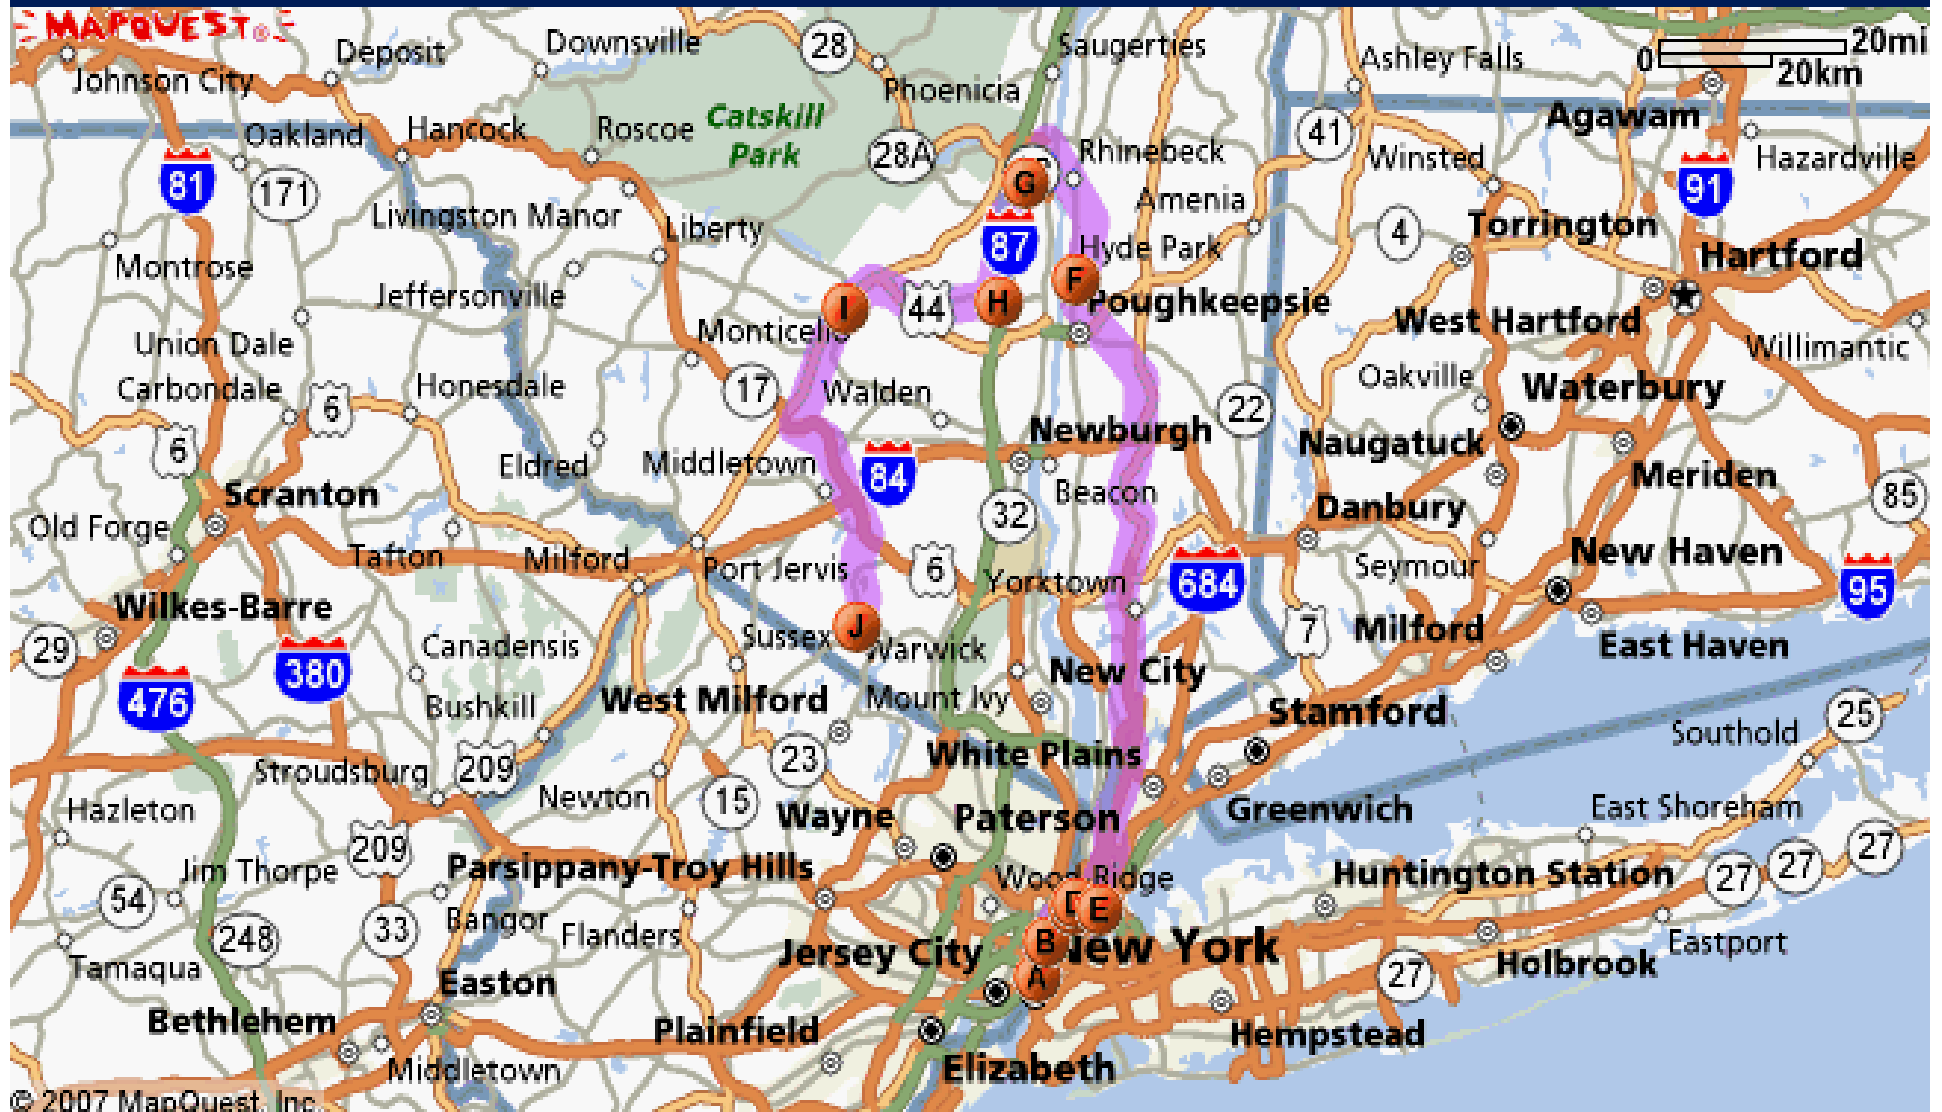 MAPQUEST®
Deposit
Downsville
28
Saugerties
Ashley Falls
0
20mi
20km
Johnson City
Phoenicia
Agawam
Oakland
Hancock
Roscoe
Catskill
Park
28A
Rhinebeck
41
Winsted
91
Hazardville
81
171
G
Amenia
Livingston Manor
Liberty
87
Hyde Park
4
Torrington
Hartford
Montrose
Jeffersonville
I
44
H
F
Poughkeepsie
West Hartford
Union Dale
Willimantic
Carbondale
6
Honesdale
17
Walden
22
Oakville
Waterbury
6
Eldred
Middletown
84
Newburgh
Naugatuck
Meriden
Scranton
Beacon
Danbury
85
Old Forge
32
Tafton
Milford
Port Jervis
6
Yorktown
684
Seymour
New Haven
95
Wilkes-Barre
29
380
Canadensis
Sussex
J
Warwick
7
Milford
East Haven
476
Bushkill
West Milford
Mount Ivy
New City
Stamford
25
Southold
Stroudsburg
209
23
White Plains
Hazleton
Newton
15
Wayne
Paterson
Greenwich
East Shoreham
209
27
27
27
Jim Thorpe
Parsippany-Troy Hills
Huntington Station
54
33
Bangor
Flanders
E
248
B
New York
Jersey City
A
Eastport
Tamaqua
Easton
27
Holbrook
Bethlehem
Plainfield
Hempstead
Middletown
Elizabeth
© 2007 MapQuest, Inc.